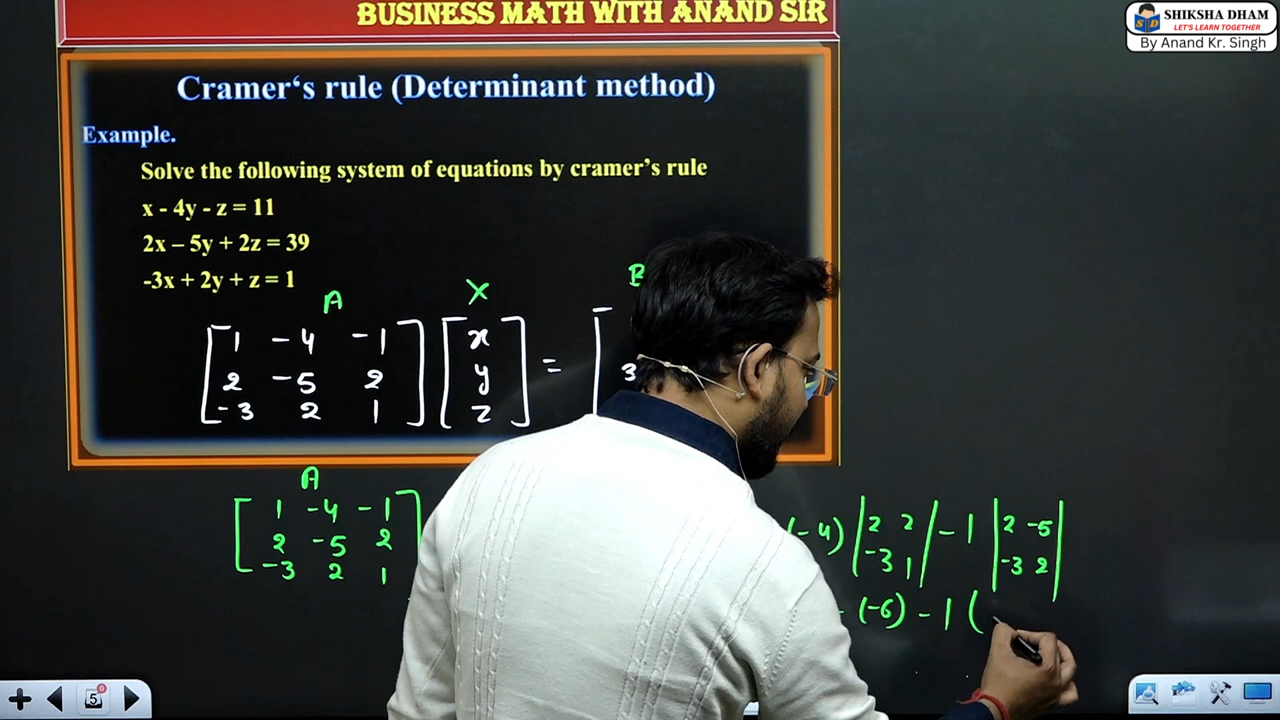 BUSINESS MATH WITH ANAND SIR
SHIKSHA DHAM
LET'S LEARN TOGETHER
By Anand Kr. Singh
Cramer‘s rule (Determinant method)
Example.
Solve the following system of equations by cramer’s rule
x - 4y - z = 11
2x – 5y + 2z = 39
-3x + 2y + z = 1
A X B
1 -4 -1 x
2 -5 2 y = 3
-3 2 1 z
A
1 -4 -1
2 -5 2
-3 2 1
(-4) | 2 2 | - 1 | 2 -5 |
| -3 1 | | -3 2 |
(-6) - 1 (
5